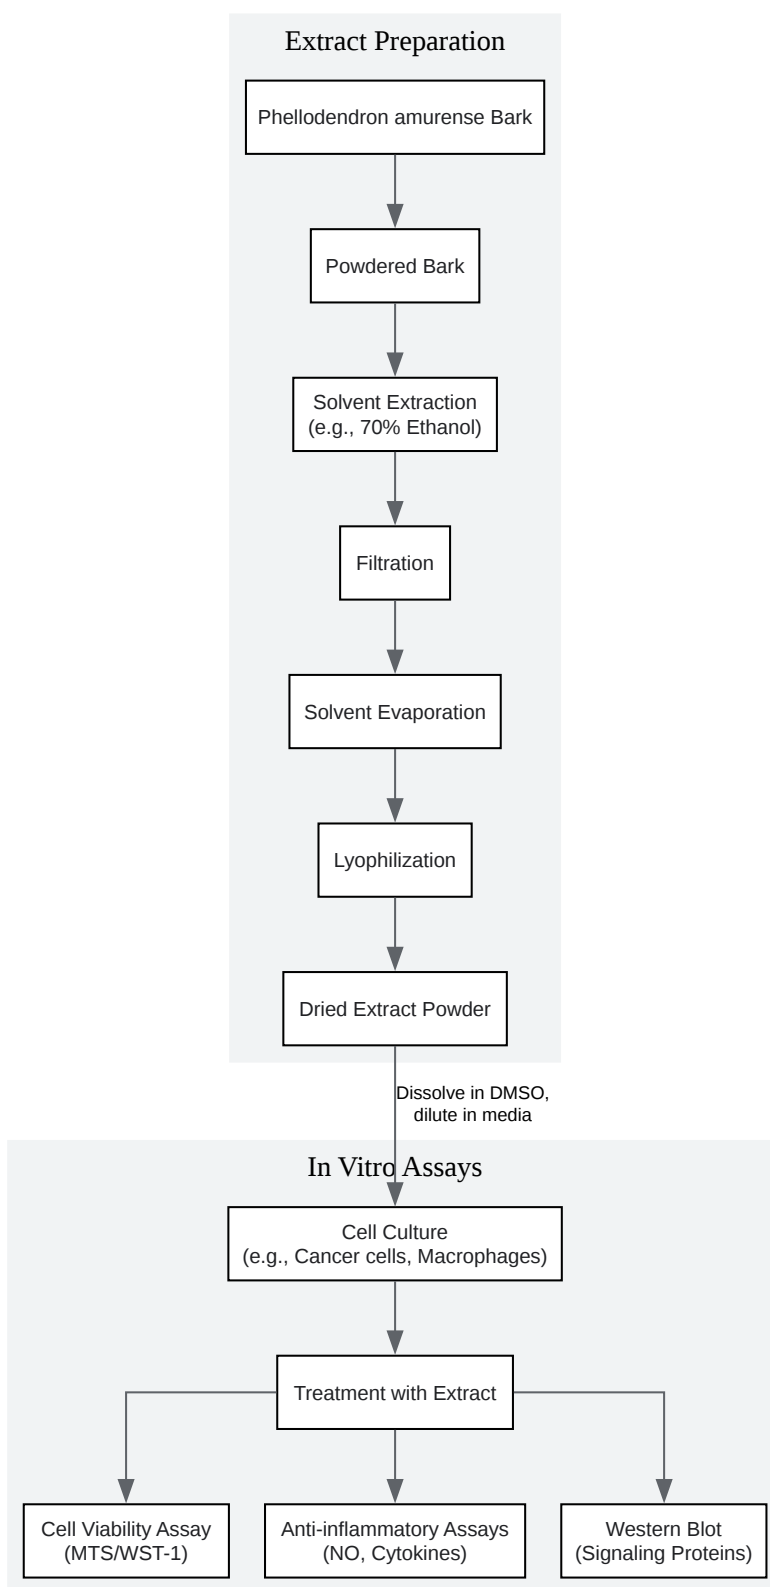 Extract Preparation
Phellodendron amurense Bark
Powdered Bark
Solvent Extraction
(e.g., 70% Ethanol)
Filtration
Solvent Evaporation
Lyophilization
Dried Extract Powder
Dissolve in DMSO,
dilute in media
In Vitro Assays
Cell Culture
(e.g., Cancer cells, Macrophages)
Treatment with Extract
Cell Viability Assay
(MTS/WST-1)
Anti-inflammatory Assays
(NO, Cytokines)
Western Blot
(Signaling Proteins)